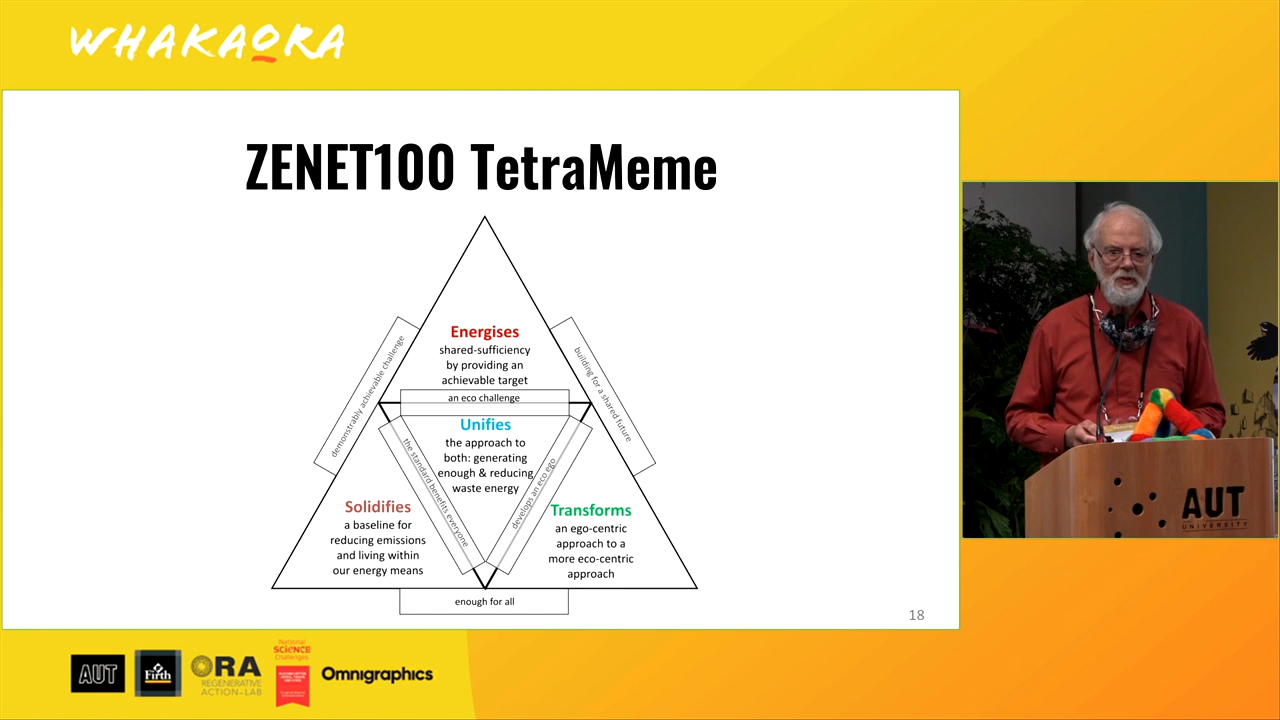 WHAKAORA
ZENET100 TetraMeme
Energises
shared-sufficiency
by providing an
achievable target
demonstrably achievable challenge
building for a shared future
an eco challenge
Unifies
the approach to
both: generating
enough & reducing
waste energy
the standard benefits everyone
develops an eco ego
Solidifies
a baseline for
reducing emissions
and living within
our energy means
Transforms
an ego-centric
approach to a
more eco-centric
approach
enough for all
18
AUT
UNIVERSITY
AUT
Firth
ORA
REGENERATIVE
ACTION-LAB
National
SCIENCE
Challenges
Omnigraphics